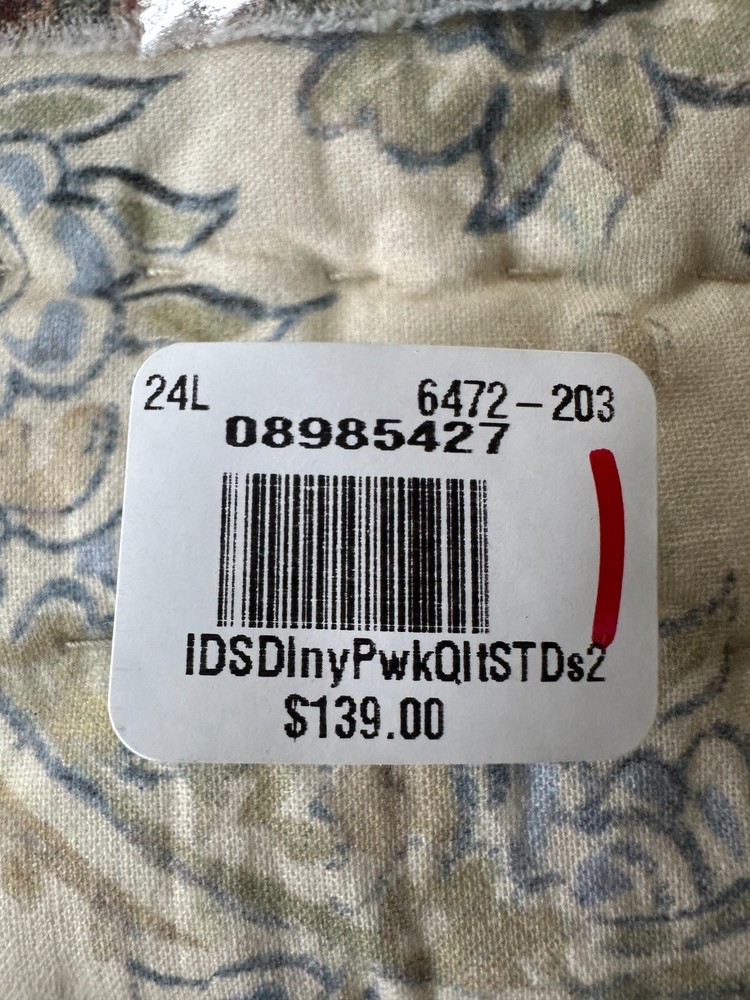 24L 6472-203
08985427
IDSDlnyPwkQltSTDs2
$139.00